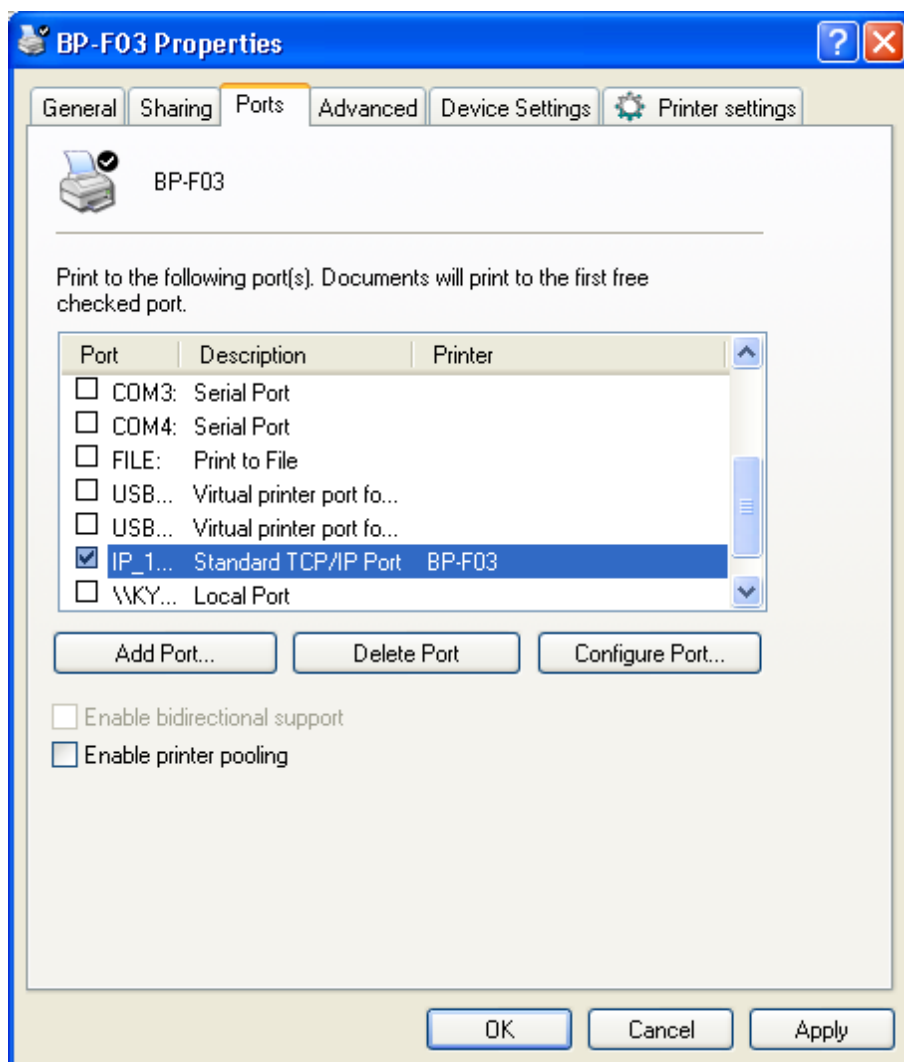 BP-F03 Properties
General Sharing Ports Advanced Device Settings Printer settings
BP-F03
Print to the following port(s). Documents will print to the first free
checked port.
Port Description Printer
COM3: Serial Port
COM4: Serial Port
FILE: Print to File
USB... Virtual printer port fo...
USB... Virtual printer port fo...
IP_1... Standard TCP/IP Port BP-F03
\\KY... Local Port
Add Port... Delete Port Configure Port...
Enable bidirectional support
Enable printer pooling
OK Cancel Apply